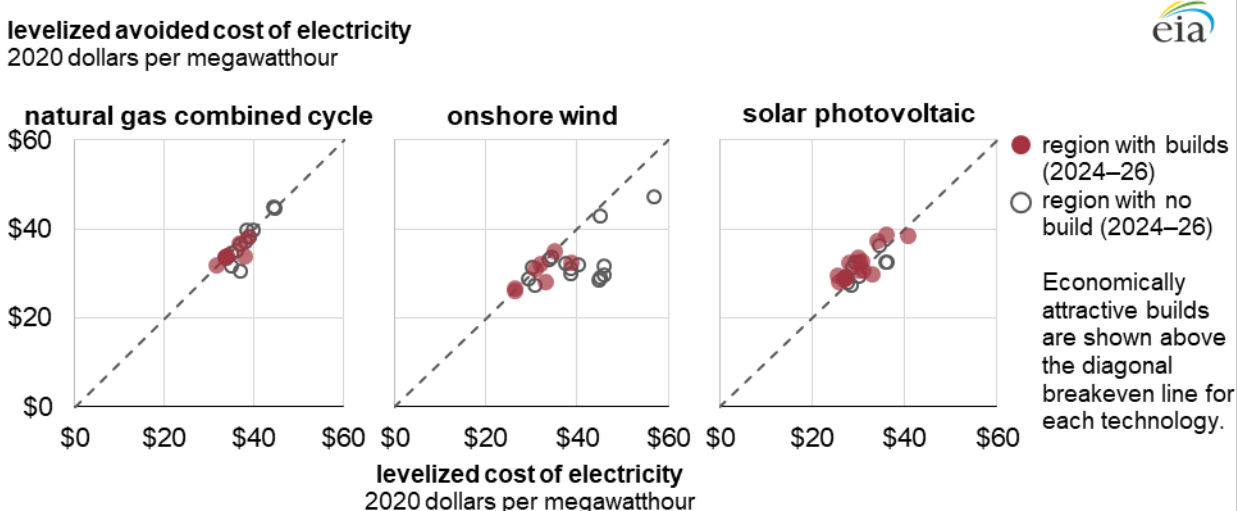 levelized avoided cost of electricity
2020 dollars per megawatthour
eia
natural gas combined cycle
onshore wind
solar photovoltaic
$60
$40
$20
$0
$0 $20 $40 $60
$0 $20 $40 $60
$0 $20 $40 $60
levelized cost of electricity
2020 dollars per megawatthour
region with builds
(2024–26)
region with no
build (2024–26)
Economically
attractive builds
are shown above
the diagonal
breakeven line for
each technology.